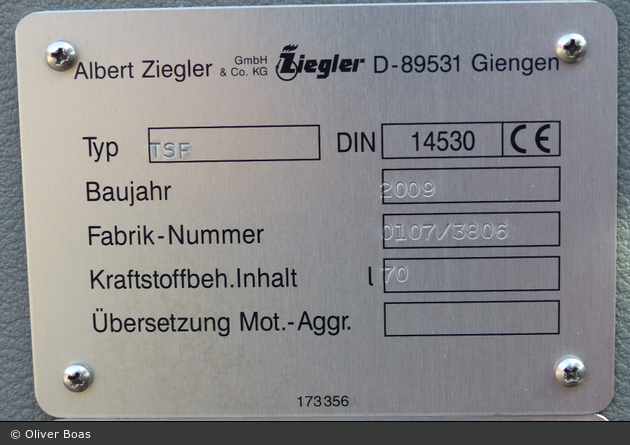 Albert Ziegler GmbH & Co. KG Ziegler D-89531 Giengen
Typ TSF DIN 14530 CE
Baujahr 2009
Fabrik-Nummer 0107/3806
Kraftstoffbeh.Inhalt l 70
Übersetzung Mot.-Aggr.
173356
© Oliver Boas